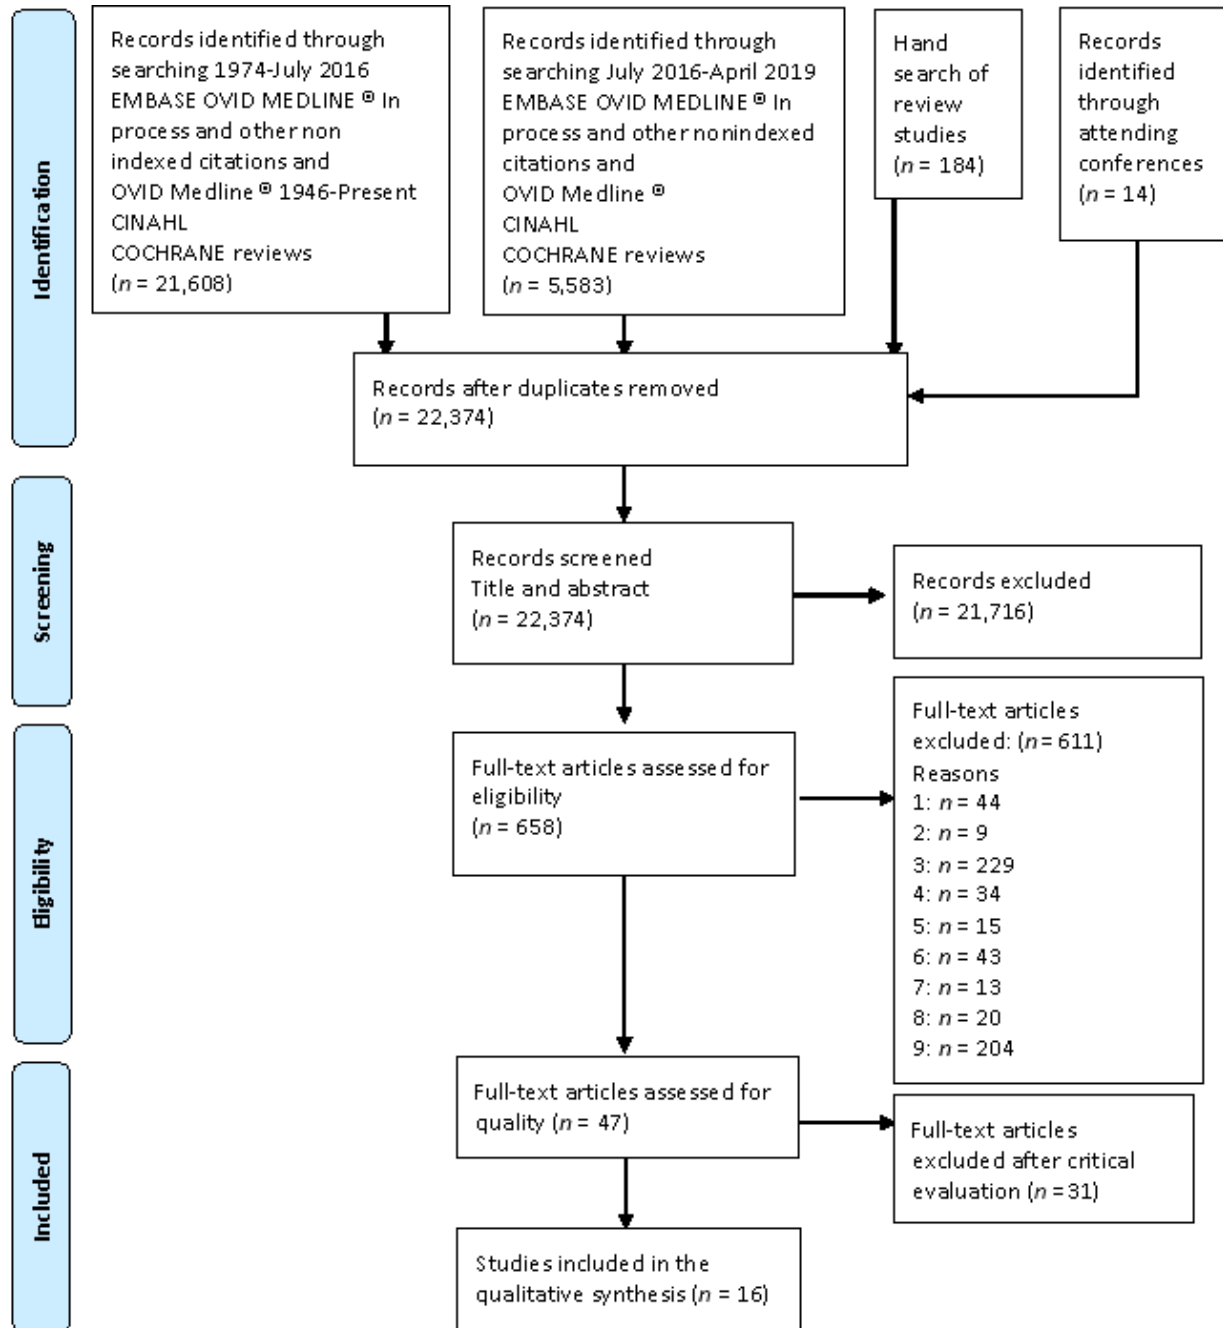 Identification
Records identified through
searching 1974-July 2016
EMBASE OVID MEDLINE ® In
process and other non
indexed citations and
OVID Medline ® 1946-Present
CINAHL
COCHRANE reviews
(n = 21,608)
Records identified through
searching July 2016-April 2019
EMBASE OVID MEDLINE ® In
process and other nonindexed
citations and
OVID Medline ®
CINAHL
COCHRANE reviews
(n = 5,583)
Hand
search of
review
studies
(n = 184)
Records
identified
through
attending
conferences
(n = 14)
Records after duplicates removed
(n = 22,374)
Screening
Records screened
Title and abstract
(n = 22,374)
Records excluded
(n = 21,716)
Eligibility
Full-text articles assessed for
eligibility
(n = 658)
Full-text articles
excluded: (n = 611)
Reasons
1: n = 44
2: n = 9
3: n = 229
4: n = 34
5: n = 15
6: n = 43
7: n = 13
8: n = 20
9: n = 204
Included
Full-text articles assessed for
quality (n = 47)
Full-text articles
excluded after critical
evaluation (n =31)
Studies included in the
qualitative synthesis (n = 16)